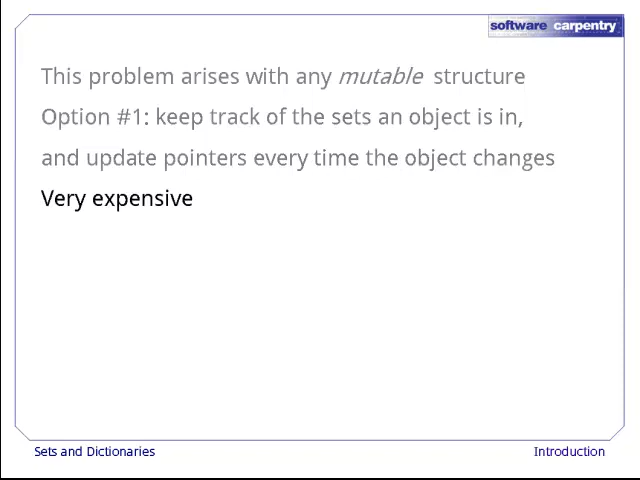 software carpentry
This problem arises with any mutable structure
Option #1: keep track of the sets an object is in,
and update pointers every time the object changes
Very expensive
Sets and Dictionaries
Introduction